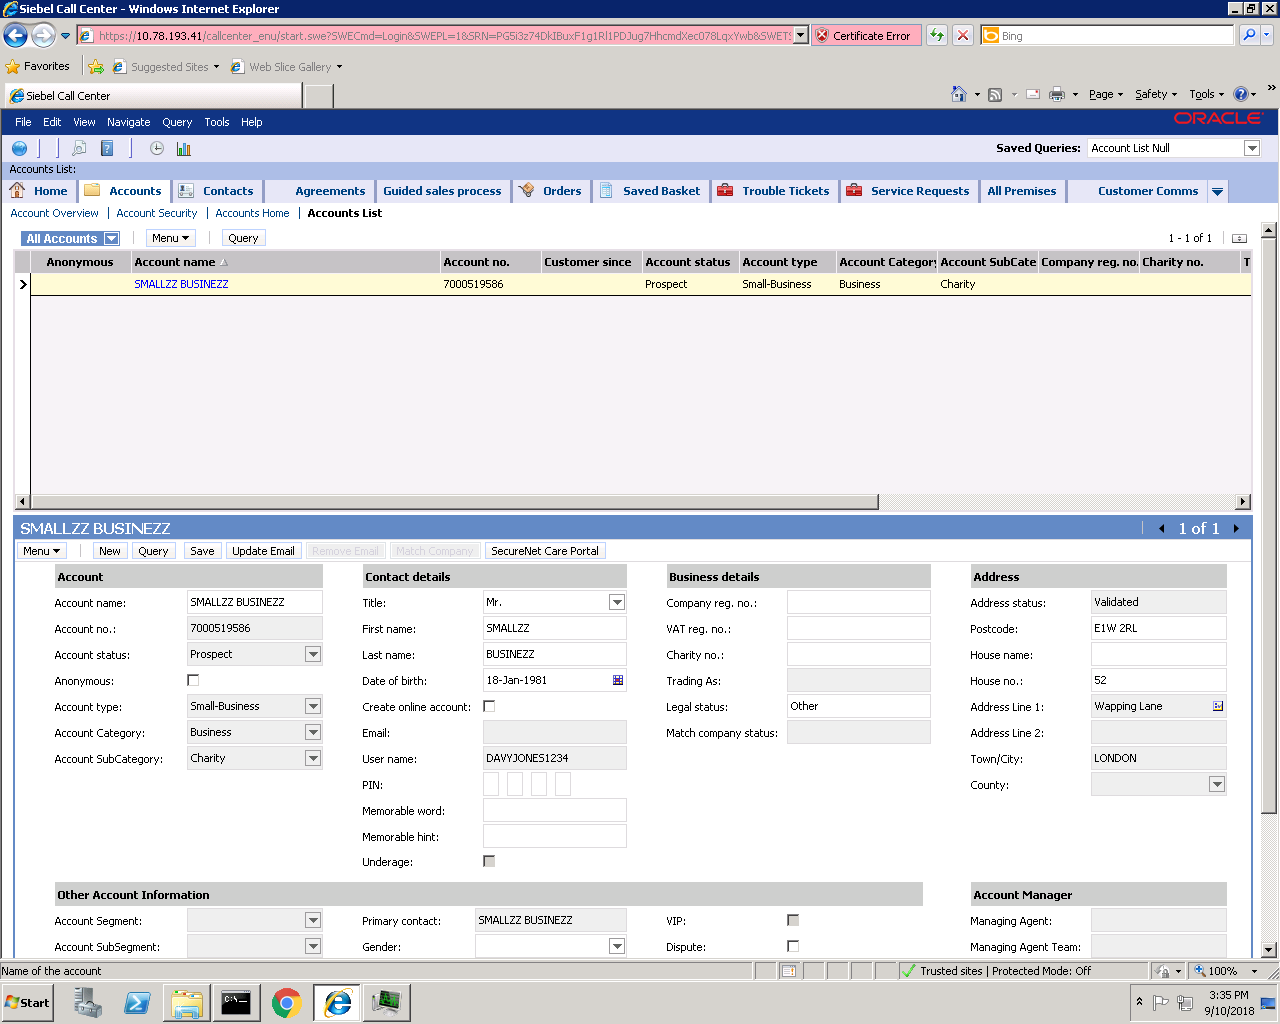 Siebel Call Center - Windows Internet Explorer
https://10.78.193.41/callcenter_enu/start.swe?SWECmd=Login&SWEPL=1&SRN=PG5i3z74DkIBuxF1g1Rl1PDJug7HhcmdXec078LqxYwb&SWETS
Certificate Error
Bing
Favorites
Suggested Sites
Web Slice Gallery
Siebel Call Center
Page
Safety
Tools
File Edit View Navigate Query Tools Help
ORACLE
Saved Queries: Account List Null
Accounts List:
Home Accounts Contacts Agreements Guided sales process Orders Saved Basket Trouble Tickets Service Requests All Premises Customer Comms
Account Overview | Account Security | Accounts Home | Accounts List
All Accounts Menu Query 1 - 1 of 1
Anonymous Account name Account no. Customer since Account status Account type Account Category Account SubCate Company reg. no. Charity no. T
SMALLZZ BUSINEZZ 7000519586 Prospect Small-Business Business Charity
SMALLZZ BUSINEZZ 1 of 1
Menu New Query Save Update Email Remove Email Match Company SecureNet Care Portal
Account Contact details Business details Address
Account name: SMALLZZ BUSINEZZ Title: Mr. Company reg. no.: Address status: Validated
Account no.: 7000519586 First name: SMALLZZ VAT reg. no.: Postcode: E1W 2RL
Account status: Prospect Last name: BUSINEZZ Charity no.: House name:
Anonymous: Date of birth: 18-Jan-1981 Trading As: House no.: 52
Account type: Small-Business Create online account: Legal status: Other Address Line 1: Wapping Lane
Account Category: Business Email: Match company status: Address Line 2:
Account SubCategory: Charity User name: DAVYJONES1234 Town/City: LONDON
PIN: County:
Memorable word:
Memorable hint:
Underage:
Other Account Information Account Manager
Account Segment: Primary contact: SMALLZZ BUSINEZZ VIP: Managing Agent:
Account SubSegment: Gender: Dispute: Managing Agent Team:
Name of the account Trusted sites | Protected Mode: Off 100%
Start
3:35 PM
9/10/2018